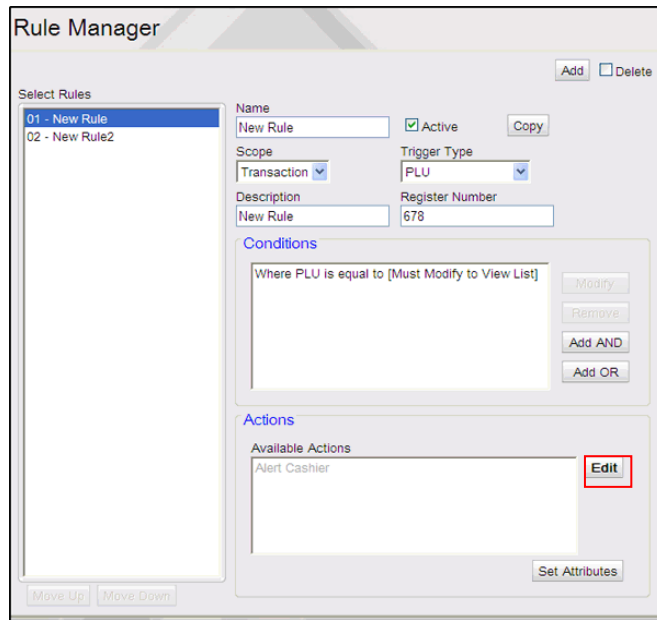 Rule Manager
Add Delete
Select Rules
01 - New Rule
02 - New Rule2
Name
New Rule Active Copy
Scope Trigger Type
Transaction PLU
Description Register Number
New Rule 678
Conditions
Where PLU is equal to [Must Modify to View List]
Modify
Remove
Add AND
Add OR
Actions
Available Actions
Alert Cashier Edit
Set Attributes
Move Up Move Down